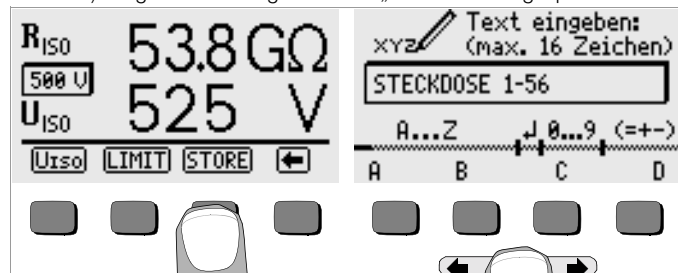 R ISO 53.8 GΩ
500 V
U ISO 525 V
UISO LIMIT STORE
Text eingeben:
XYZ (max. 16 Zeichen)
STECKDOSE 1-56
A...Z ↲ 0...9 (=+-)
A B C D